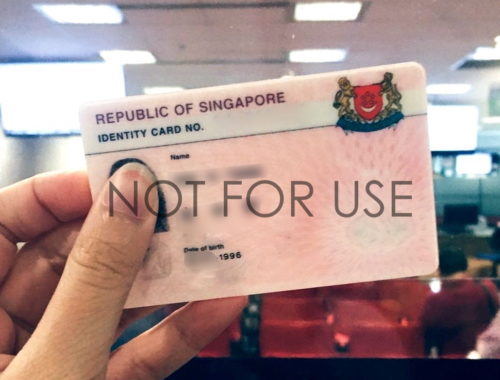 REPUBLIC OF SINGAPORE
IDENTITY CARD NO.
Name
NOT FOR USE
Date of birth
1996